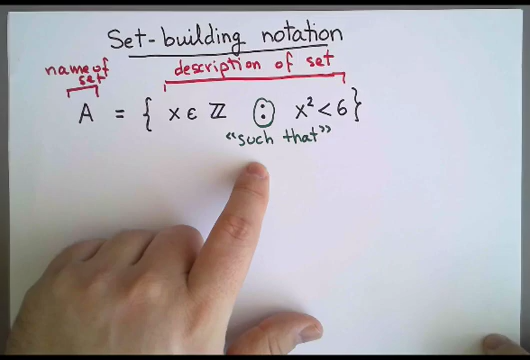 Set-building notation
name of set
description of set
A = { x ∈ ℤ : x² < 6 }
"such that"